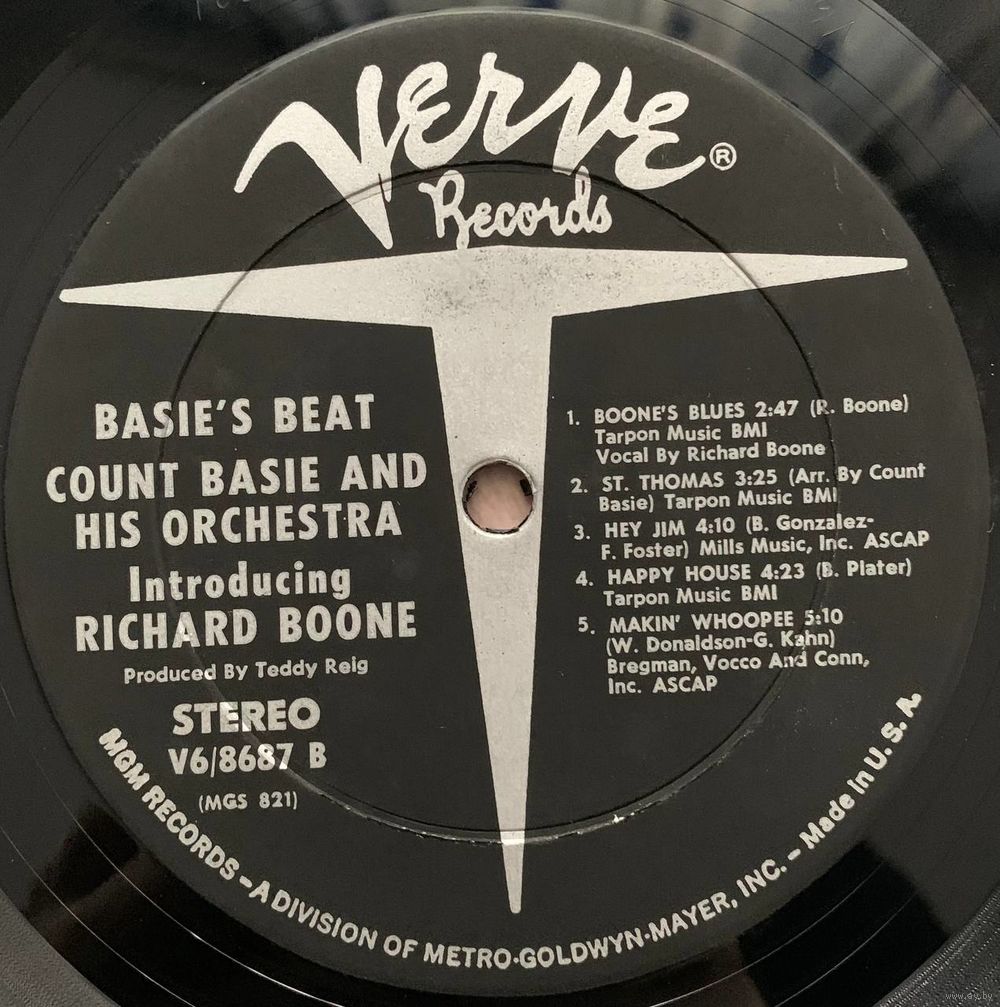 Verve ®
Records
BASIE'S BEAT
COUNT BASIE AND
HIS ORCHESTRA
Introducing
RICHARD BOONE
Produced By Teddy Reig
STEREO
V6/8687 B
(MGS 821)
1. BOONE'S BLUES 2:47 (R. Boone)
Tarpon Music BMI
Vocal By Richard Boone
2. ST. THOMAS 3:25 (Arr. By Count
Basie) Tarpon Music BMI
3. HEY JIM 4:10 (B. Gonzalez-
F. Foster) Mills Music, Inc. ASCAP
4. HAPPY HOUSE 4:23 (B. Plater)
Tarpon Music BMI
5. MAKIN' WHOOPEE 5:10
(W. Donaldson-G. Kahn)
Bregman, Vocco And Conn,
Inc. ASCAP
MGM RECORDS – A DIVISION OF METRO-GOLDWYN-MAYER, INC. – Made In U. S. A.
www.ay.by